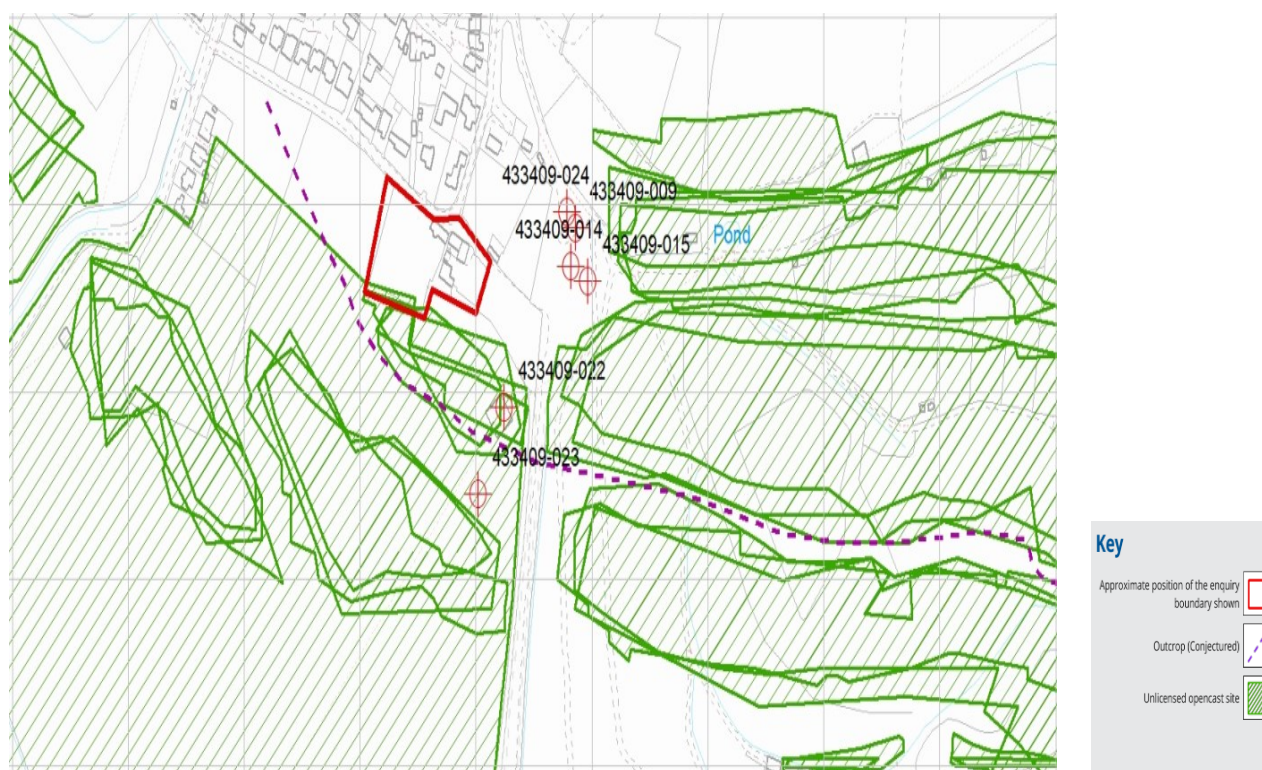 433409-024
433409-009
433409-014
433409-015
Pond
433409-022
433409-023
Key
Approximate position of the enquiry
boundary shown
Outcrop (Conjectured)
Unlicensed opencast site